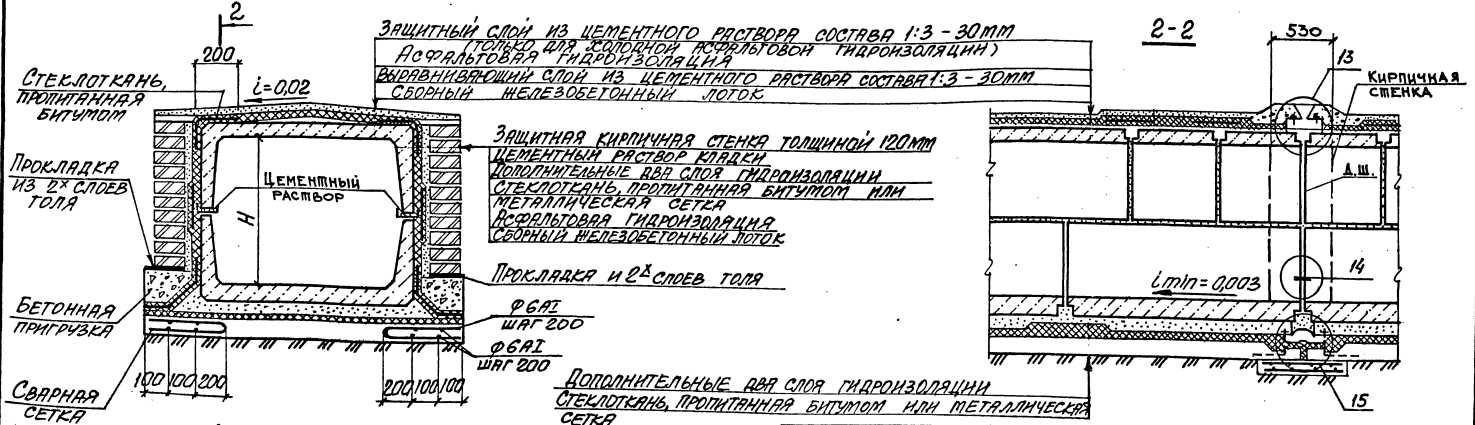 2
200
i=0,02
СТЕКЛОТКАНЬ,
ПРОПИТАННАЯ
БИТУМОМ
ПРОКЛАДКА
ИЗ 2Х СЛОЕВ
ТОЛЯ
БЕТОННАЯ
ПРИГРУЗКА
СВАРНАЯ
СЕТКА
ЦЕМЕНТНЫЙ
РАСТВОР
Н
100 100 200
200 100 100
ЗАЩИТНЫЙ СЛОЙ ИЗ ЦЕМЕНТНОГО РАСТВОРА СОСТАВА 1:3 - 30ММ
(ТОЛЬКО ДЛЯ ХОЛОДНОЙ АСФАЛЬТОВОЙ ГИДРОИЗОЛЯЦИИ)
АСФАЛЬТОВАЯ ГИДРОИЗОЛЯЦИЯ
ВЫРАВНИВАЮЩИЙ СЛОЙ ИЗ ЦЕМЕНТНОГО РАСТВОРА СОСТАВА 1:3 - 30ММ
СБОРНЫЙ ЖЕЛЕЗОБЕТОННЫЙ ЛОТОК
ЗАЩИТНАЯ КИРПИЧНАЯ СТЕНКА ТОЛЩИНОЙ 120ММ
ЦЕМЕНТНЫЙ РАСТВОР КЛАДКИ
ДОПОЛНИТЕЛЬНЫЕ ДВА СЛОЯ ГИДРОИЗОЛЯЦИИ
СТЕКЛОТКАНЬ, ПРОПИТАННАЯ БИТУМОМ ИЛИ
МЕТАЛЛИЧЕСКАЯ СЕТКА
АСФАЛЬТОВАЯ ГИДРОИЗОЛЯЦИЯ
СБОРНЫЙ ЖЕЛЕЗОБЕТОННЫЙ ЛОТОК
ПРОКЛАДКА И 2Х СЛОЕВ ТОЛЯ
Ф6АI
ШАГ 200
Ф6АI
ШАГ 200
ДОПОЛНИТЕЛЬНЫЕ ДВА СЛОЯ ГИДРОИЗОЛЯЦИИ
СТЕКЛОТКАНЬ, ПРОПИТАННАЯ БИТУМОМ ИЛИ МЕТАЛЛИЧЕСКАЯ
СЕТКА
2-2
530
13
КИРПИЧНАЯ
СТЕНКА
Д.Ш.
14
i min = 0,003
15